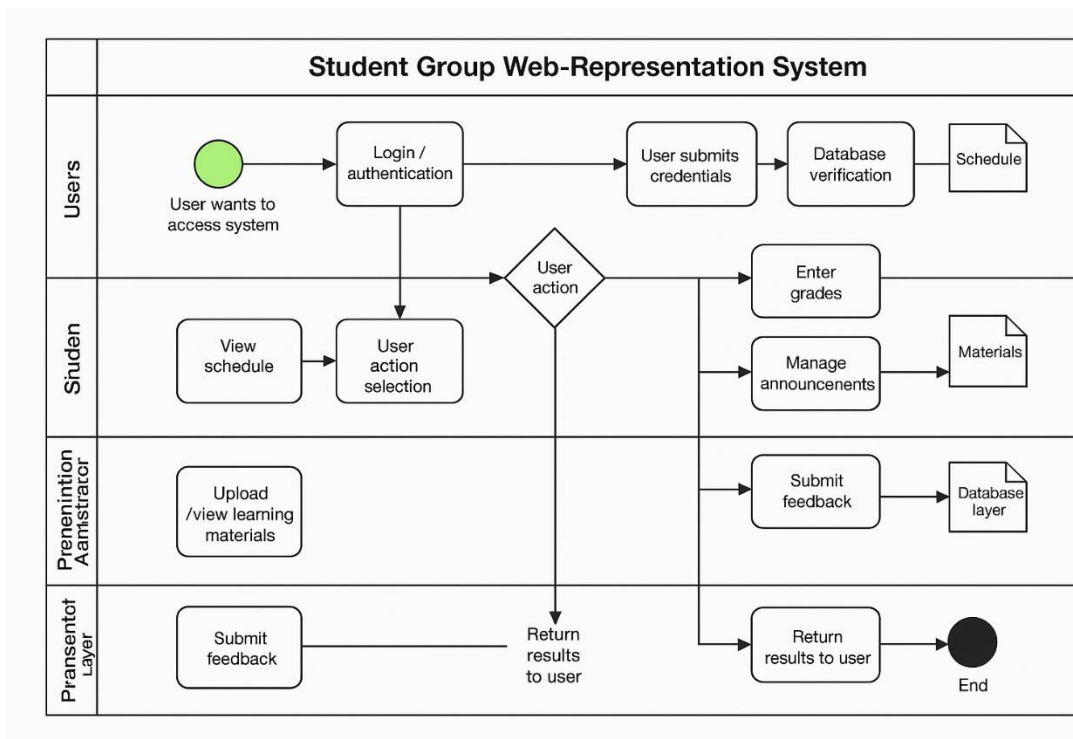 Student Group Web-Representation System
Users
User wants to
access system
Login /
authentication
User submits
credentials
Database
verification
Schedule
User
action
Enter
grades
Siuden
View
schedule
User
action
selection
Manage
announcenents
Materials
Prenenintion
Aamtstrator
Upload
/view learning
materials
Submit
feedback
Database
layer
Pransentot
Layer
Submit
feedback
Return
results
to user
Return
results to user
End